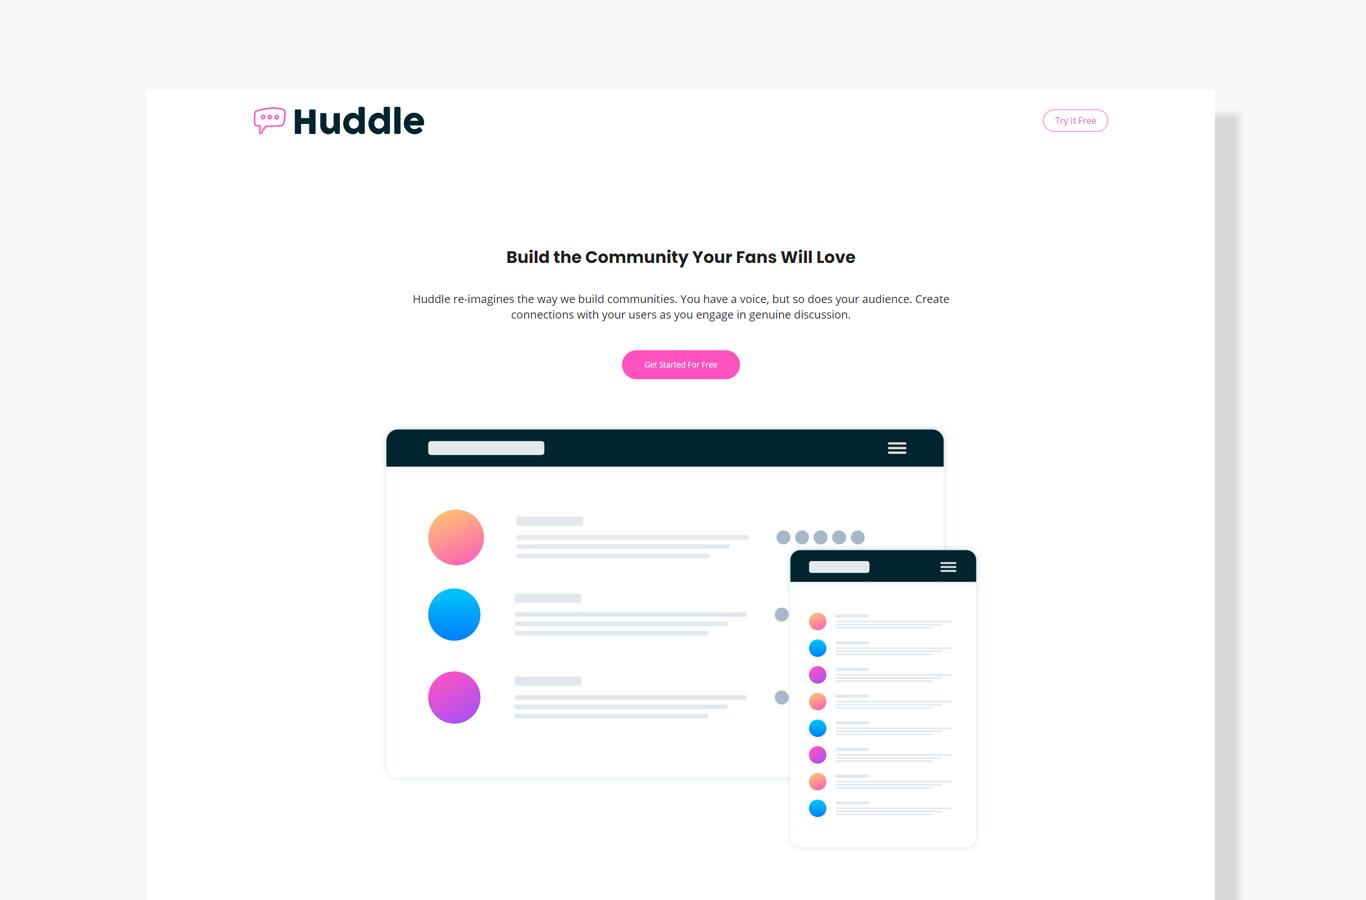 Huddle
Try It Free
Build the Community Your Fans Will Love
Huddle re-imagines the way we build communities. You have a voice, but so does your audience. Create
connections with your users as you engage in genuine discussion.
Get Started For Free